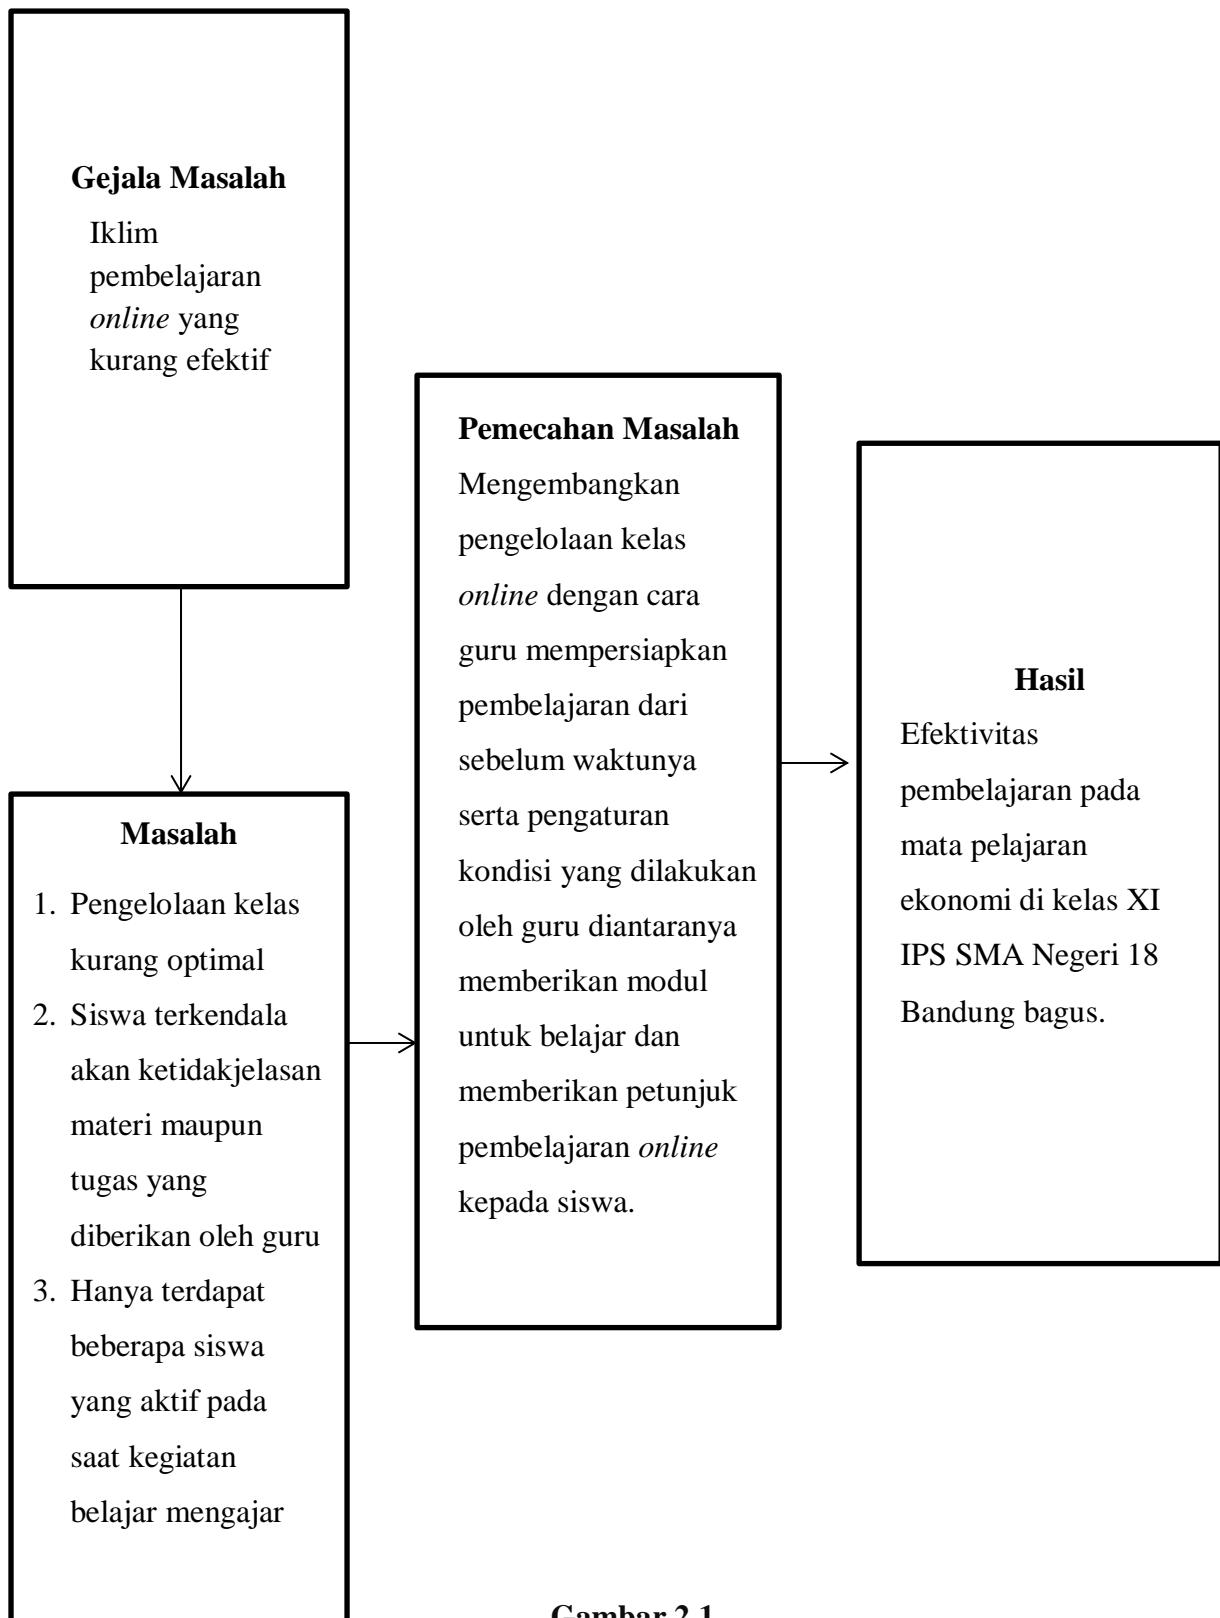 Gejala Masalah
Iklim
pembelajaran
online yang
kurang efektif
Masalah
1. Pengelolaan kelas
kurang optimal
2. Siswa terkendala
akan ketidakjelasan
materi maupun
tugas yang
diberikan oleh guru
3. Hanya terdapat
beberapa siswa
yang aktif pada
saat kegiatan
belajar mengajar
Pemecahan Masalah
Mengembangkan
pengelolaan kelas
online dengan cara
guru mempersiapkan
pembelajaran dari
sebelum waktunya
serta pengaturan
kondisi yang dilakukan
oleh guru diantaranya
memberikan modul
untuk belajar dan
memberikan petunjuk
pembelajaran online
kepada siswa.
Hasil
Efektivitas
pembelajaran pada
mata pelajaran
ekonomi di kelas XI
IPS SMA Negeri 18
Bandung bagus.
Gambar 2.1